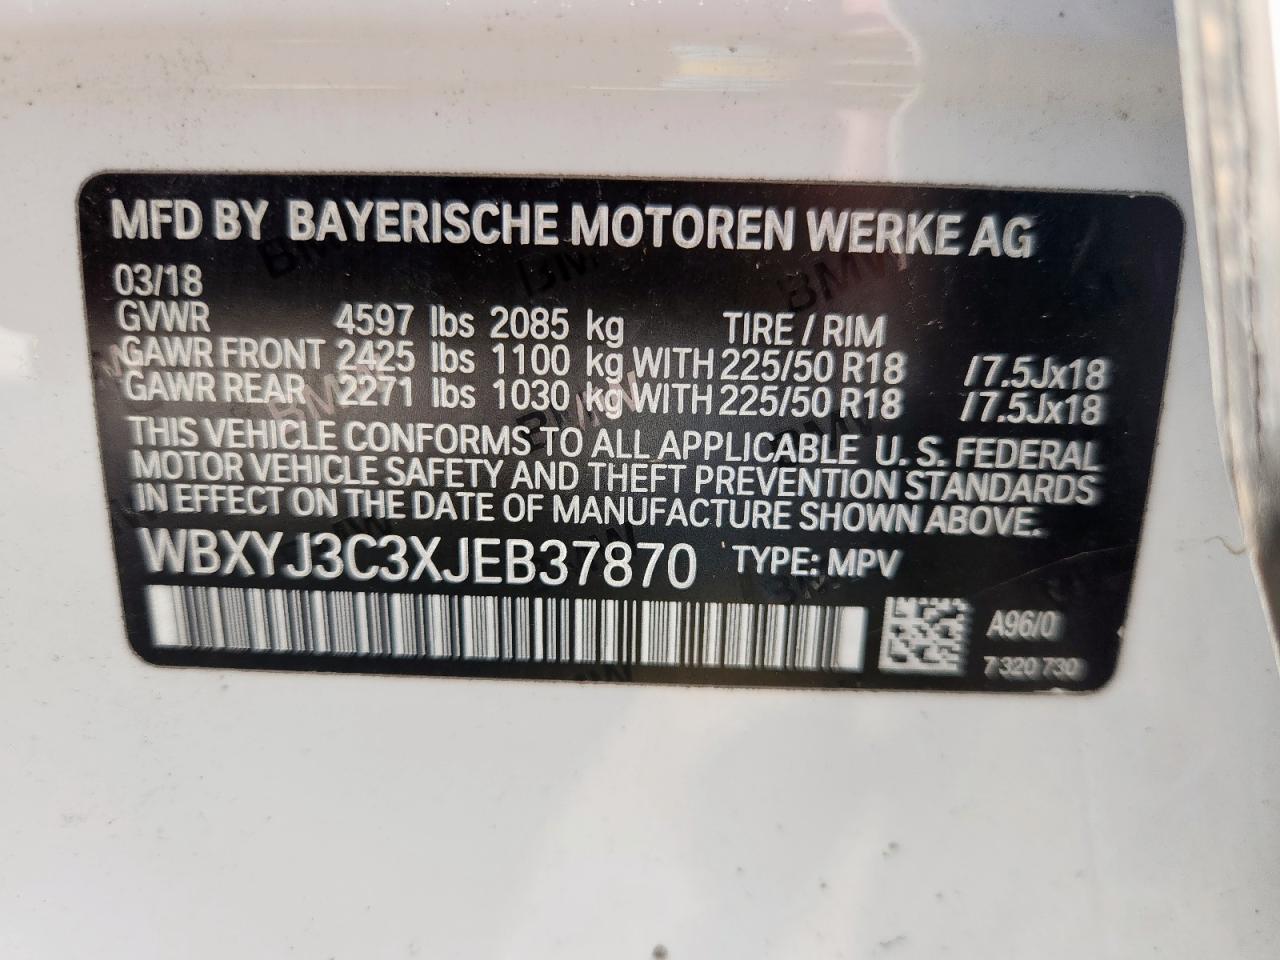 MFD BY BAYERISCHE MOTOREN WERKE AG
03/18
GVWR 4597 lbs 2085 kg TIRE / RIM
GAWR FRONT 2425 lbs 1100 kg WITH 225/50 R18 / 7.5Jx18
GAWR REAR 2271 lbs 1030 kg WITH 225/50 R18 / 7.5Jx18
THIS VEHICLE CONFORMS TO ALL APPLICABLE U. S. FEDERAL
MOTOR VEHICLE SAFETY AND THEFT PREVENTION STANDARDS
IN EFFECT ON THE DATE OF MANUFACTURE SHOWN ABOVE.
WBXYJ3C3XJEB37870 TYPE: MPV
A96/0
7 320 730